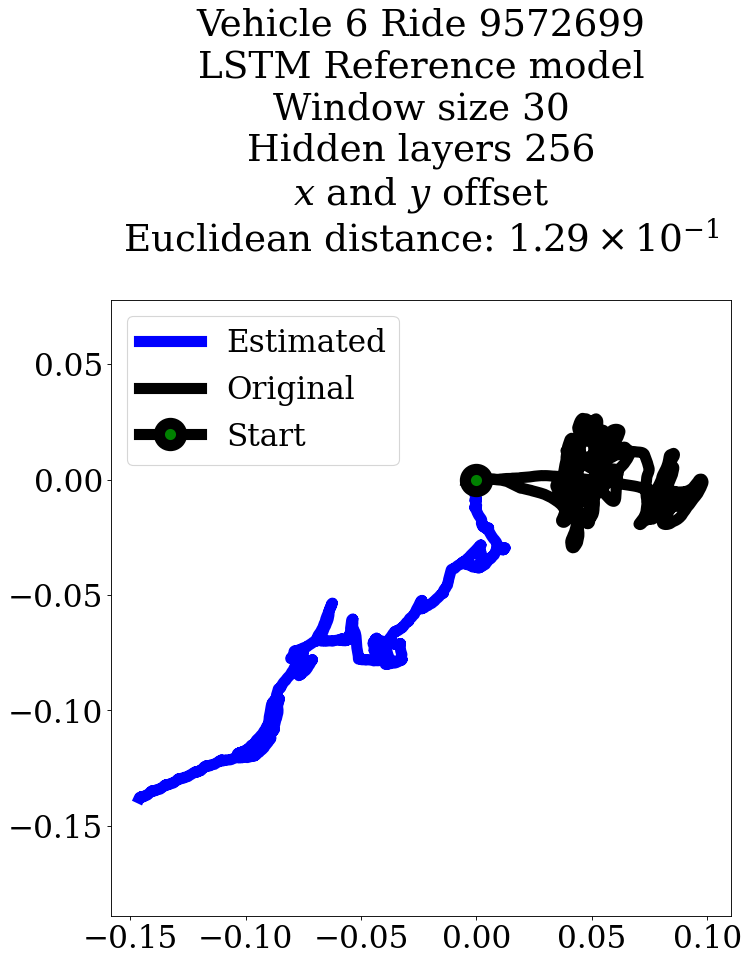 Vehicle 6 Ride 9572699
LSTM Reference model
Window size 30
Hidden layers 256
x and y offset
Euclidean distance: 1.29 × 10⁻¹
Estimated
Original
Start
0.05
0.00
−0.05
−0.10
−0.15
−0.15 −0.10 −0.05 0.00 0.05 0.10